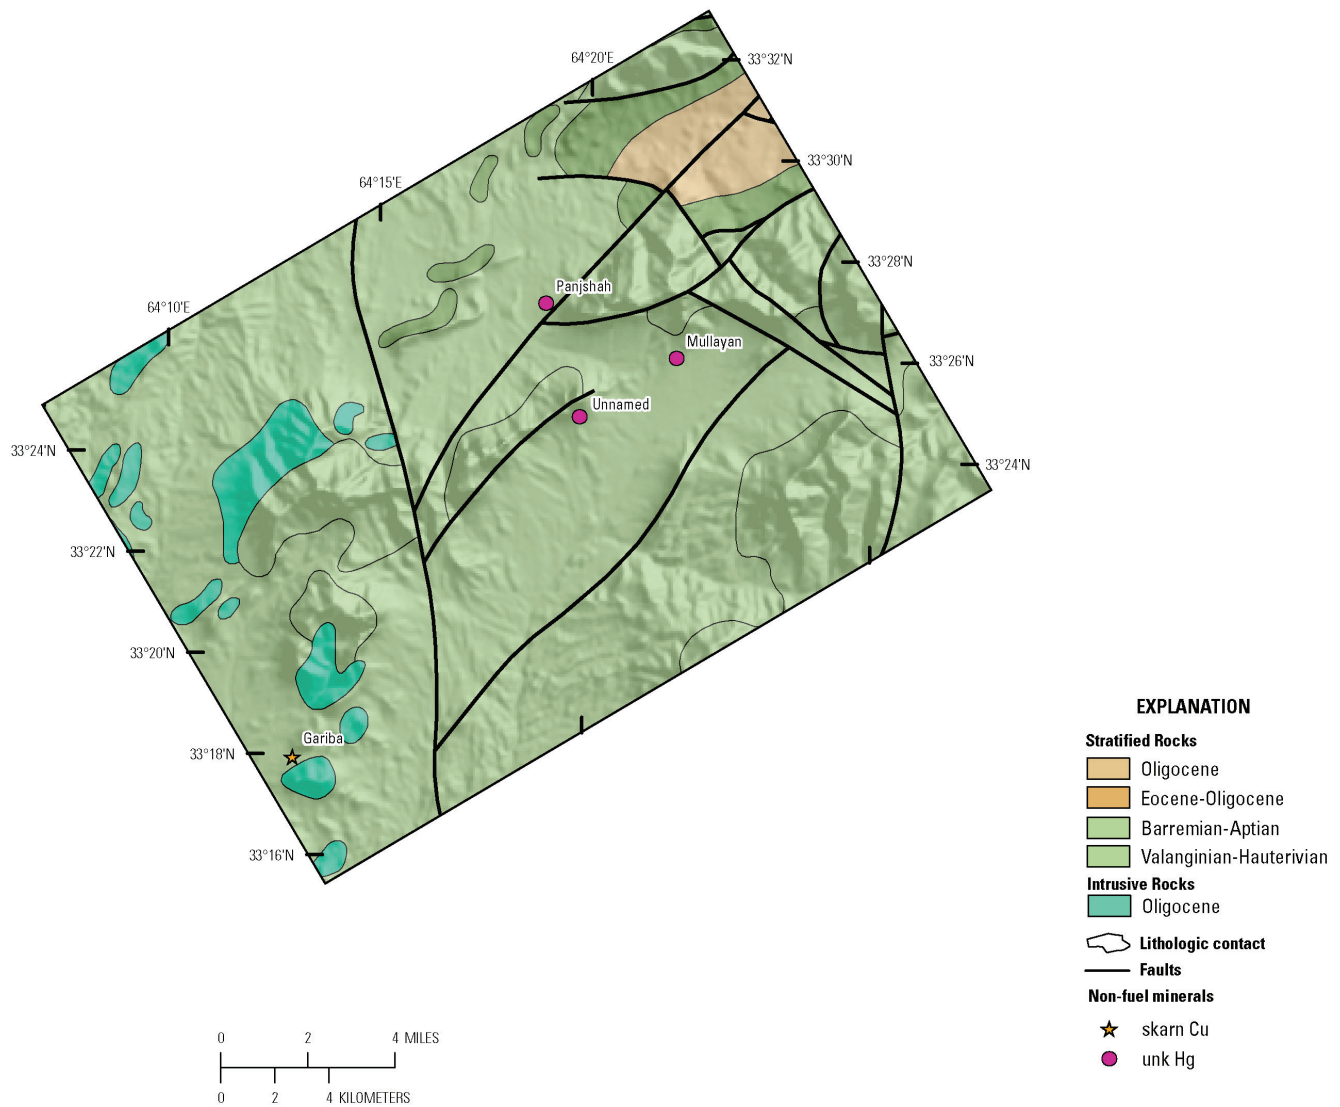 64°20'E
33°32'N
33°30'N
64°15'E
33°28'N
Panjshah
64°10'E
Mullayan
33°26'N
Unnamed
33°24'N
33°24'N
33°22'N
33°20'N
Gariba
33°18'N
33°16'N
EXPLANATION
Stratified Rocks
Oligocene
Eocene-Oligocene
Barremian-Aptian
Valanginian-Hauterivian
Intrusive Rocks
Oligocene
Lithologic contact
Faults
Non-fuel minerals
skarn Cu
unk Hg
0 2 4 MILES
0 2 4 KILOMETERS